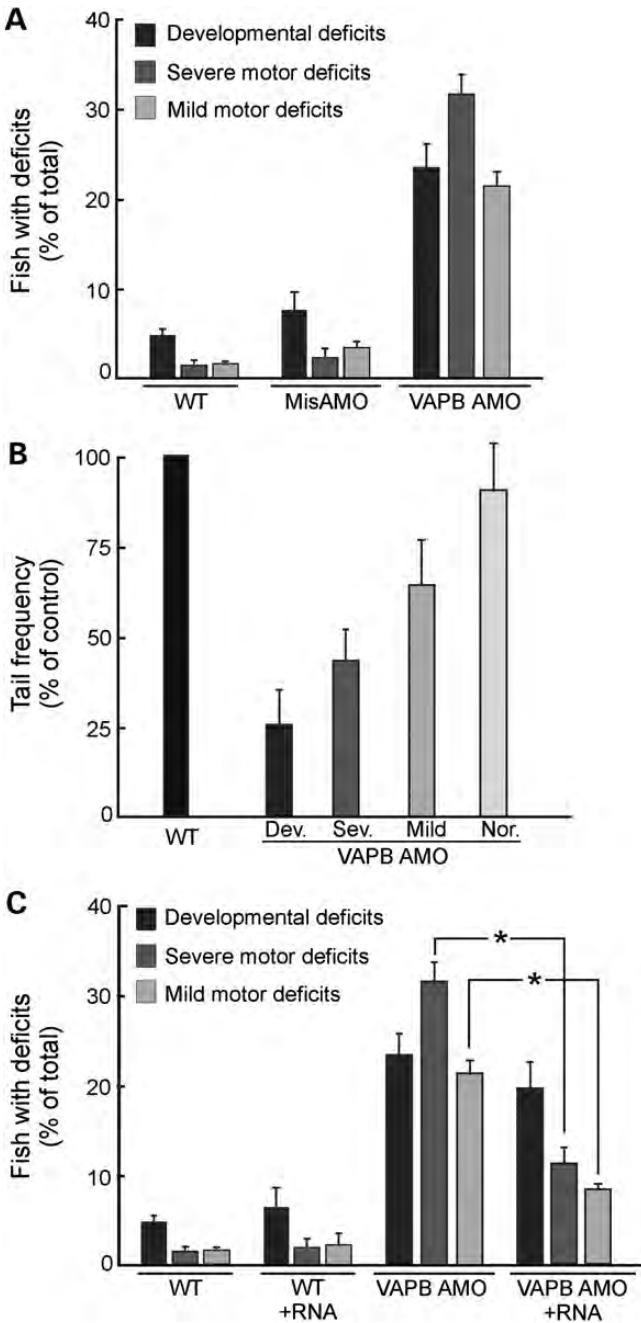 A
40
30
20
10
0
Fish with deficits
(% of total)
Developmental deficits
Severe motor deficits
Mild motor deficits
WT
MisAMO
VAPB AMO
B
100
75
50
25
0
Tail frequency
(% of control)
WT
Dev.
Sev.
Mild
Nor.
VAPB AMO
C
40
30
20
10
0
Fish with deficits
(% of total)
Developmental deficits
Severe motor deficits
Mild motor deficits
*
*
WT
WT
+RNA
VAPB AMO
VAPB AMO
+RNA